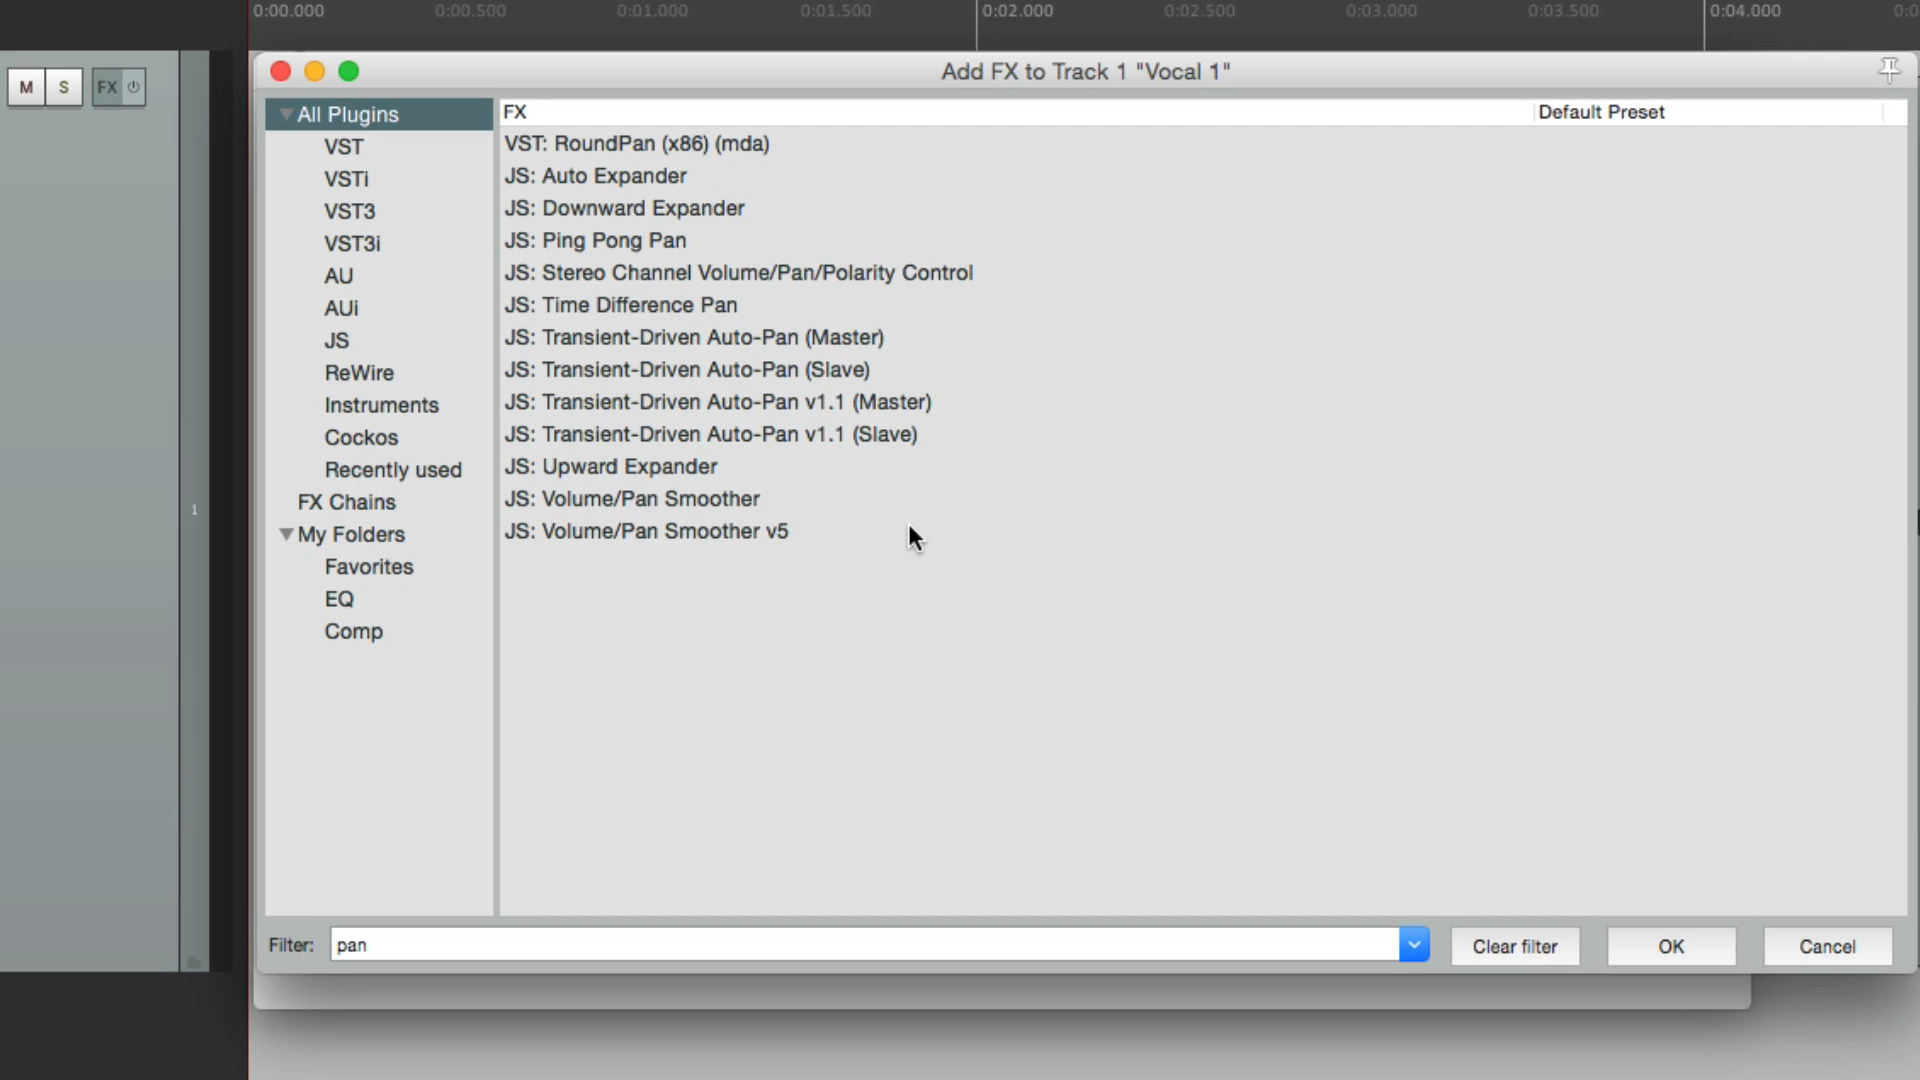 0:00.000 0:00.500 0:01.000 0:01.500 0:02.000 0:02.500 0:03.000 0:03.500 0:04.000
M S FX
Add FX to Track 1 "Vocal 1"
All Plugins
VST
VSTi
VST3
VST3i
AU
AUi
JS
ReWire
Instruments
Cockos
Recently used
FX Chains
My Folders
Favorites
EQ
Comp
1
FX Default Preset
VST: RoundPan (x86) (mda)
JS: Auto Expander
JS: Downward Expander
JS: Ping Pong Pan
JS: Stereo Channel Volume/Pan/Polarity Control
JS: Time Difference Pan
JS: Transient-Driven Auto-Pan (Master)
JS: Transient-Driven Auto-Pan (Slave)
JS: Transient-Driven Auto-Pan v1.1 (Master)
JS: Transient-Driven Auto-Pan v1.1 (Slave)
JS: Upward Expander
JS: Volume/Pan Smoother
JS: Volume/Pan Smoother v5
Filter: pan Clear filter OK Cancel